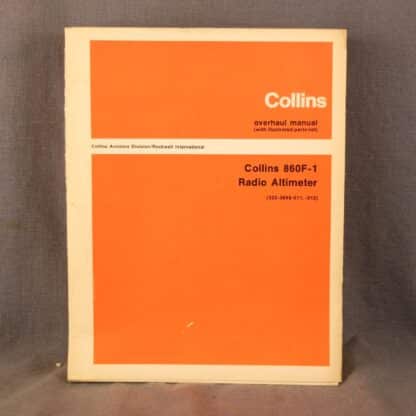 Collins
overhaul manual
(with illustrated parts list)
Collins Avionics Division/Rockwell International
Collins 860F-1
Radio Altimeter